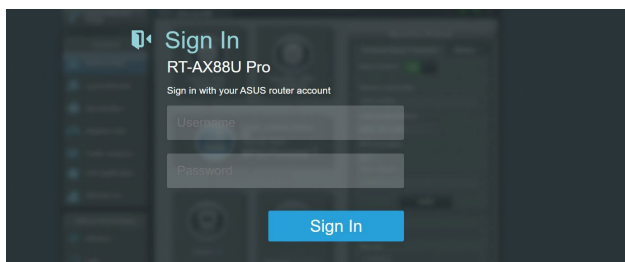 Sign In
RT-AX88U Pro
Sign in with your ASUS router account
Username
Password
Sign In